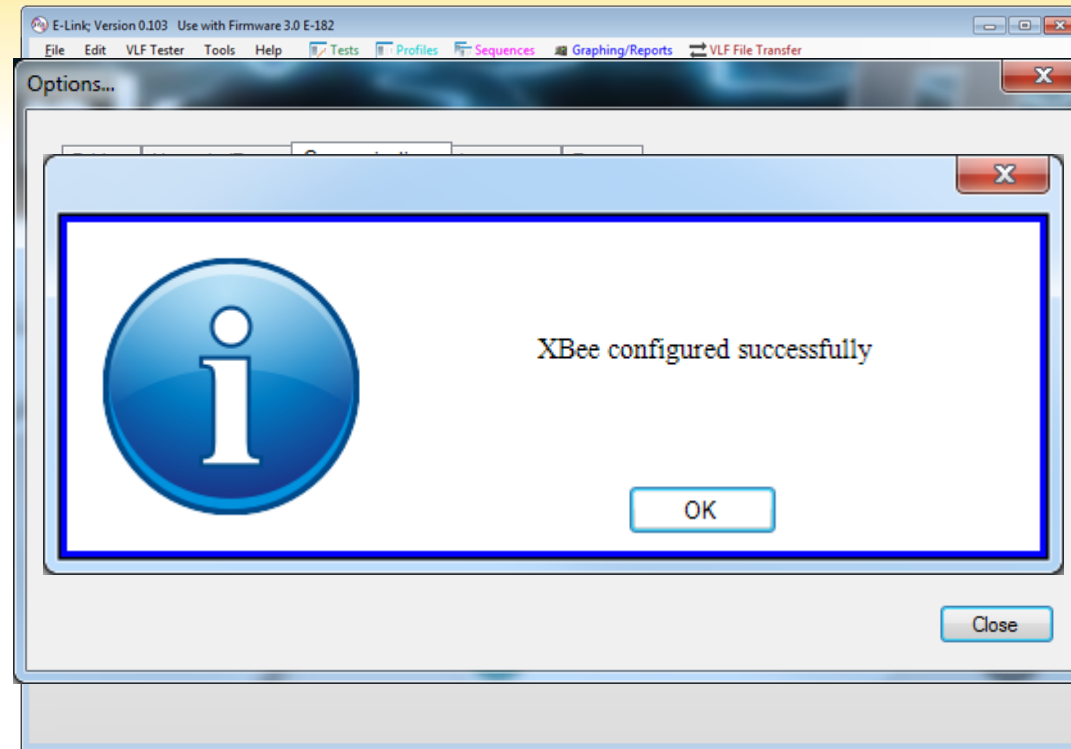 E-Link; Version 0.103 Use with Firmware 3.0 E-182
File Edit VLF Tester Tools Help Tests Profiles Sequences Graphing/Reports VLF File Transfer
Options...
XBee configured successfully
OK
Close